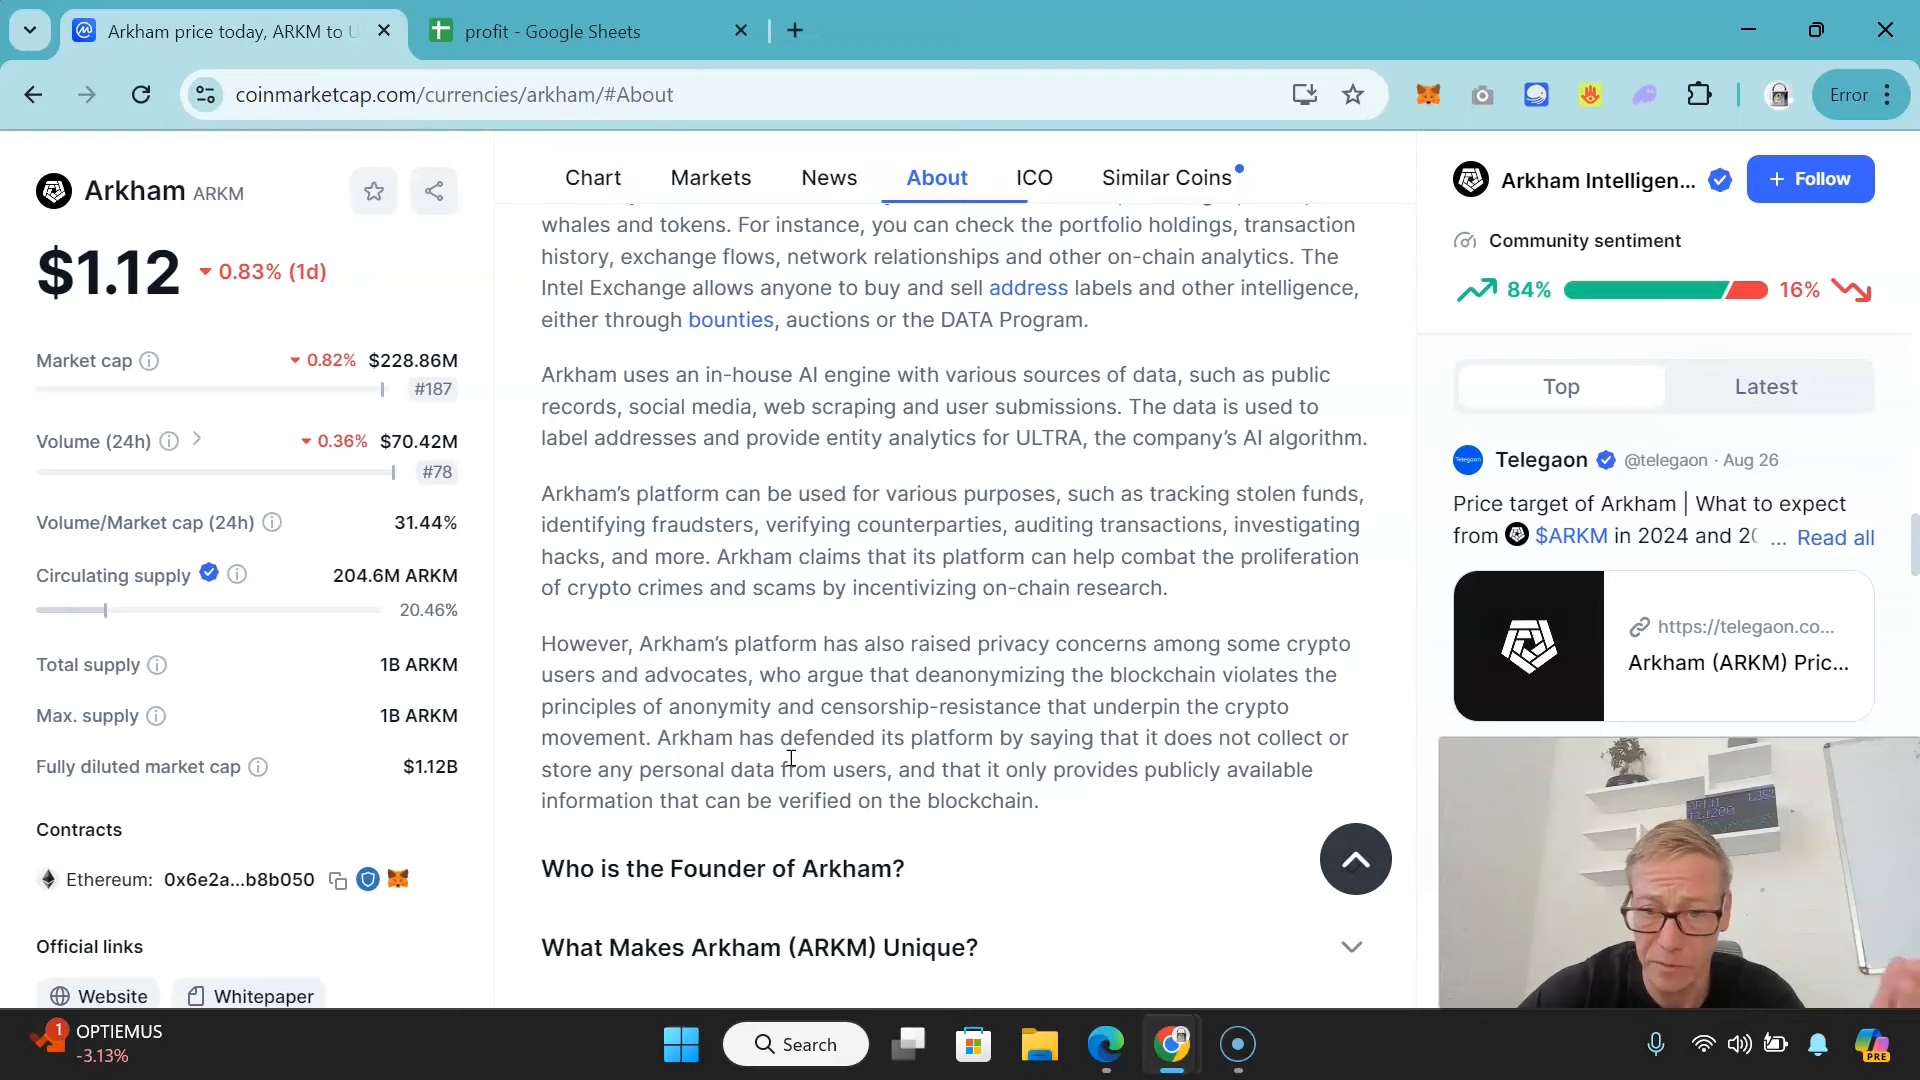 Arkham price today, ARKM to U
profit - Google Sheets
coinmarketcap.com/currencies/arkham/#About
Error
Arkham ARKM
$1.12 0.83% (1d)
Market cap 0.82% $228.86M
#187
Volume (24h) 0.36% $70.42M
#78
Volume/Market cap (24h) 31.44%
Circulating supply 204.6M ARKM
20.46%
Total supply 1B ARKM
Max. supply 1B ARKM
Fully diluted market cap $1.12B
Contracts
Ethereum: 0x6e2a...b8b050
Official links
Website Whitepaper
Chart Markets News About ICO Similar Coins
whales and tokens. For instance, you can check the portfolio holdings, transaction
history, exchange flows, network relationships and other on-chain analytics. The
Intel Exchange allows anyone to buy and sell address labels and other intelligence,
either through bounties, auctions or the DATA Program.
Arkham uses an in-house AI engine with various sources of data, such as public
records, social media, web scraping and user submissions. The data is used to
label addresses and provide entity analytics for ULTRA, the company's AI algorithm.
Arkham's platform can be used for various purposes, such as tracking stolen funds,
identifying fraudsters, verifying counterparties, auditing transactions, investigating
hacks, and more. Arkham claims that its platform can help combat the proliferation
of crypto crimes and scams by incentivizing on-chain research.
However, Arkham's platform has also raised privacy concerns among some crypto
users and advocates, who argue that deanonymizing the blockchain violates the
principles of anonymity and censorship-resistance that underpin the crypto
movement. Arkham has defended its platform by saying that it does not collect or
store any personal data from users, and that it only provides publicly available
information that can be verified on the blockchain.
Who is the Founder of Arkham?
What Makes Arkham (ARKM) Unique?
Arkham Intelligen... + Follow
Community sentiment
84% 16%
Top Latest
Telegaon @telegaon · Aug 26
Price target of Arkham | What to expect
from $ARKM in 2024 and 20 ... Read all
https://telegaon.co...
Arkham (ARKM) Pric...
1 OPTIEMUS
-3.13%
Search
PRE